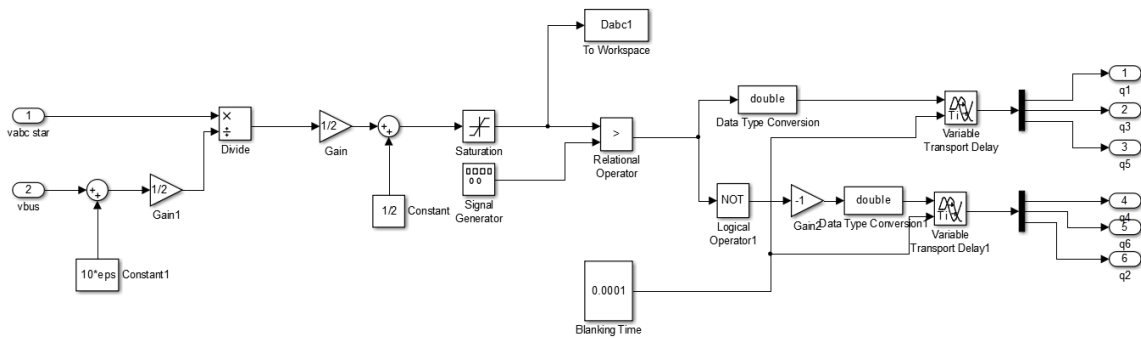 Dabc1
To Workspace
1
vabc star
×
÷
Divide
1/2
Gain
+
+
Saturation
Signal
Generator
1/2
Constant
>
Relational
Operator
double
Data Type Conversion
Ti
Variable
Transport Delay
1
q1
2
q3
3
q5
2
vbus
+
+
1/2
Gain1
10*eps
Constant1
NOT
Logical
Operator1
-1
Gain2
double
Data Type Conversion1
Ti
Variable
Transport Delay1
4
q4
5
q6
6
q2
0.0001
Blanking Time